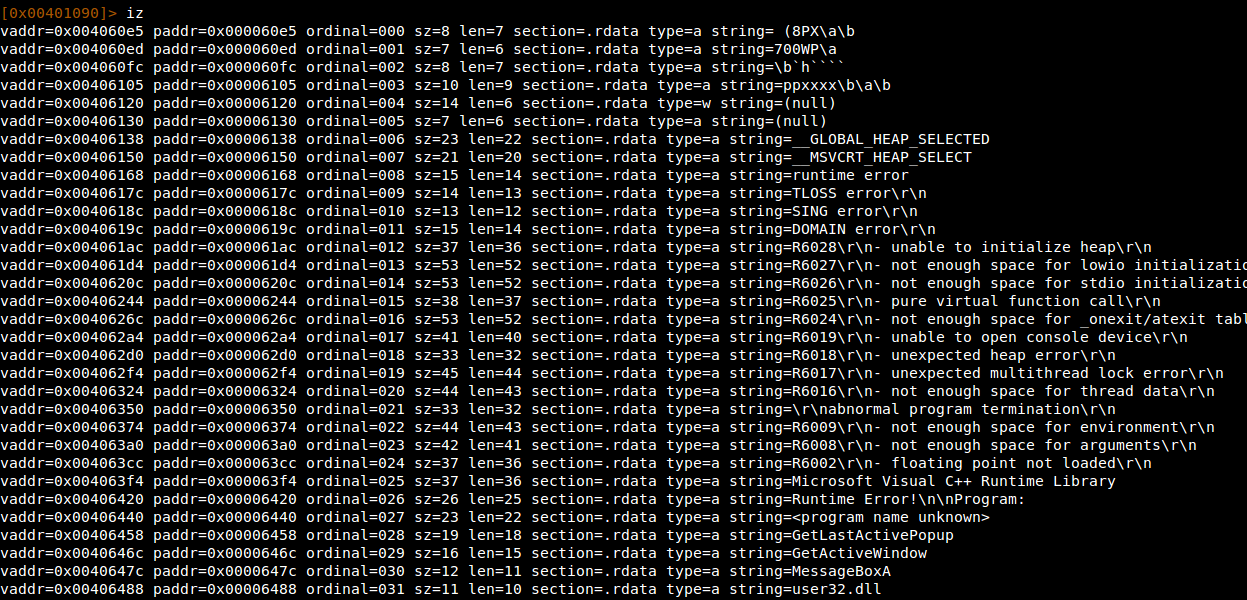 [0x00401090]> iz
vaddr=0x004060e5 paddr=0x000060e5 ordinal=000 sz=8 len=7 section=.rdata type=a string= (8PX\a\b
vaddr=0x004060ed paddr=0x000060ed ordinal=001 sz=7 len=6 section=.rdata type=a string=700WP\a
vaddr=0x004060fc paddr=0x000060fc ordinal=002 sz=8 len=7 section=.rdata type=a string=\b`h````
vaddr=0x00406105 paddr=0x00006105 ordinal=003 sz=10 len=9 section=.rdata type=a string=ppxxxx\b\a\b
vaddr=0x00406120 paddr=0x00006120 ordinal=004 sz=14 len=6 section=.rdata type=w string=(null)
vaddr=0x00406130 paddr=0x00006130 ordinal=005 sz=7 len=6 section=.rdata type=a string=(null)
vaddr=0x00406138 paddr=0x00006138 ordinal=006 sz=23 len=22 section=.rdata type=a string=__GLOBAL_HEAP_SELECTED
vaddr=0x00406150 paddr=0x00006150 ordinal=007 sz=21 len=20 section=.rdata type=a string=__MSVCRT_HEAP_SELECT
vaddr=0x00406168 paddr=0x00006168 ordinal=008 sz=15 len=14 section=.rdata type=a string=runtime error
vaddr=0x0040617c paddr=0x0000617c ordinal=009 sz=14 len=13 section=.rdata type=a string=TLOSS error\r\n
vaddr=0x0040618c paddr=0x0000618c ordinal=010 sz=13 len=12 section=.rdata type=a string=SING error\r\n
vaddr=0x0040619c paddr=0x0000619c ordinal=011 sz=15 len=14 section=.rdata type=a string=DOMAIN error\r\n
vaddr=0x004061ac paddr=0x000061ac ordinal=012 sz=37 len=36 section=.rdata type=a string=R6028\r\n- unable to initialize heap\r\n
vaddr=0x004061d4 paddr=0x000061d4 ordinal=013 sz=53 len=52 section=.rdata type=a string=R6027\r\n- not enough space for lowio initializatio
vaddr=0x0040620c paddr=0x0000620c ordinal=014 sz=53 len=52 section=.rdata type=a string=R6026\r\n- not enough space for stdio initializatio
vaddr=0x00406244 paddr=0x00006244 ordinal=015 sz=38 len=37 section=.rdata type=a string=R6025\r\n- pure virtual function call\r\n
vaddr=0x0040626c paddr=0x0000626c ordinal=016 sz=53 len=52 section=.rdata type=a string=R6024\r\n- not enough space for _onexit/atexit tabl
vaddr=0x004062a4 paddr=0x000062a4 ordinal=017 sz=41 len=40 section=.rdata type=a string=R6019\r\n- unable to open console device\r\n
vaddr=0x004062d0 paddr=0x000062d0 ordinal=018 sz=33 len=32 section=.rdata type=a string=R6018\r\n- unexpected heap error\r\n
vaddr=0x004062f4 paddr=0x000062f4 ordinal=019 sz=45 len=44 section=.rdata type=a string=R6017\r\n- unexpected multithread lock error\r\n
vaddr=0x00406324 paddr=0x00006324 ordinal=020 sz=44 len=43 section=.rdata type=a string=R6016\r\n- not enough space for thread data\r\n
vaddr=0x00406350 paddr=0x00006350 ordinal=021 sz=33 len=32 section=.rdata type=a string=\r\nabnormal program termination\r\n
vaddr=0x00406374 paddr=0x00006374 ordinal=022 sz=44 len=43 section=.rdata type=a string=R6009\r\n- not enough space for environment\r\n
vaddr=0x004063a0 paddr=0x000063a0 ordinal=023 sz=42 len=41 section=.rdata type=a string=R6008\r\n- not enough space for arguments\r\n
vaddr=0x004063cc paddr=0x000063cc ordinal=024 sz=37 len=36 section=.rdata type=a string=R6002\r\n- floating point not loaded\r\n
vaddr=0x004063f4 paddr=0x000063f4 ordinal=025 sz=37 len=36 section=.rdata type=a string=Microsoft Visual C++ Runtime Library
vaddr=0x00406420 paddr=0x00006420 ordinal=026 sz=26 len=25 section=.rdata type=a string=Runtime Error!\n\nProgram:
vaddr=0x00406440 paddr=0x00006440 ordinal=027 sz=23 len=22 section=.rdata type=a string=<program name unknown>
vaddr=0x00406458 paddr=0x00006458 ordinal=028 sz=19 len=18 section=.rdata type=a string=GetLastActivePopup
vaddr=0x0040646c paddr=0x0000646c ordinal=029 sz=16 len=15 section=.rdata type=a string=GetActiveWindow
vaddr=0x0040647c paddr=0x0000647c ordinal=030 sz=12 len=11 section=.rdata type=a string=MessageBoxA
vaddr=0x00406488 paddr=0x00006488 ordinal=031 sz=11 len=10 section=.rdata type=a string=user32.dll